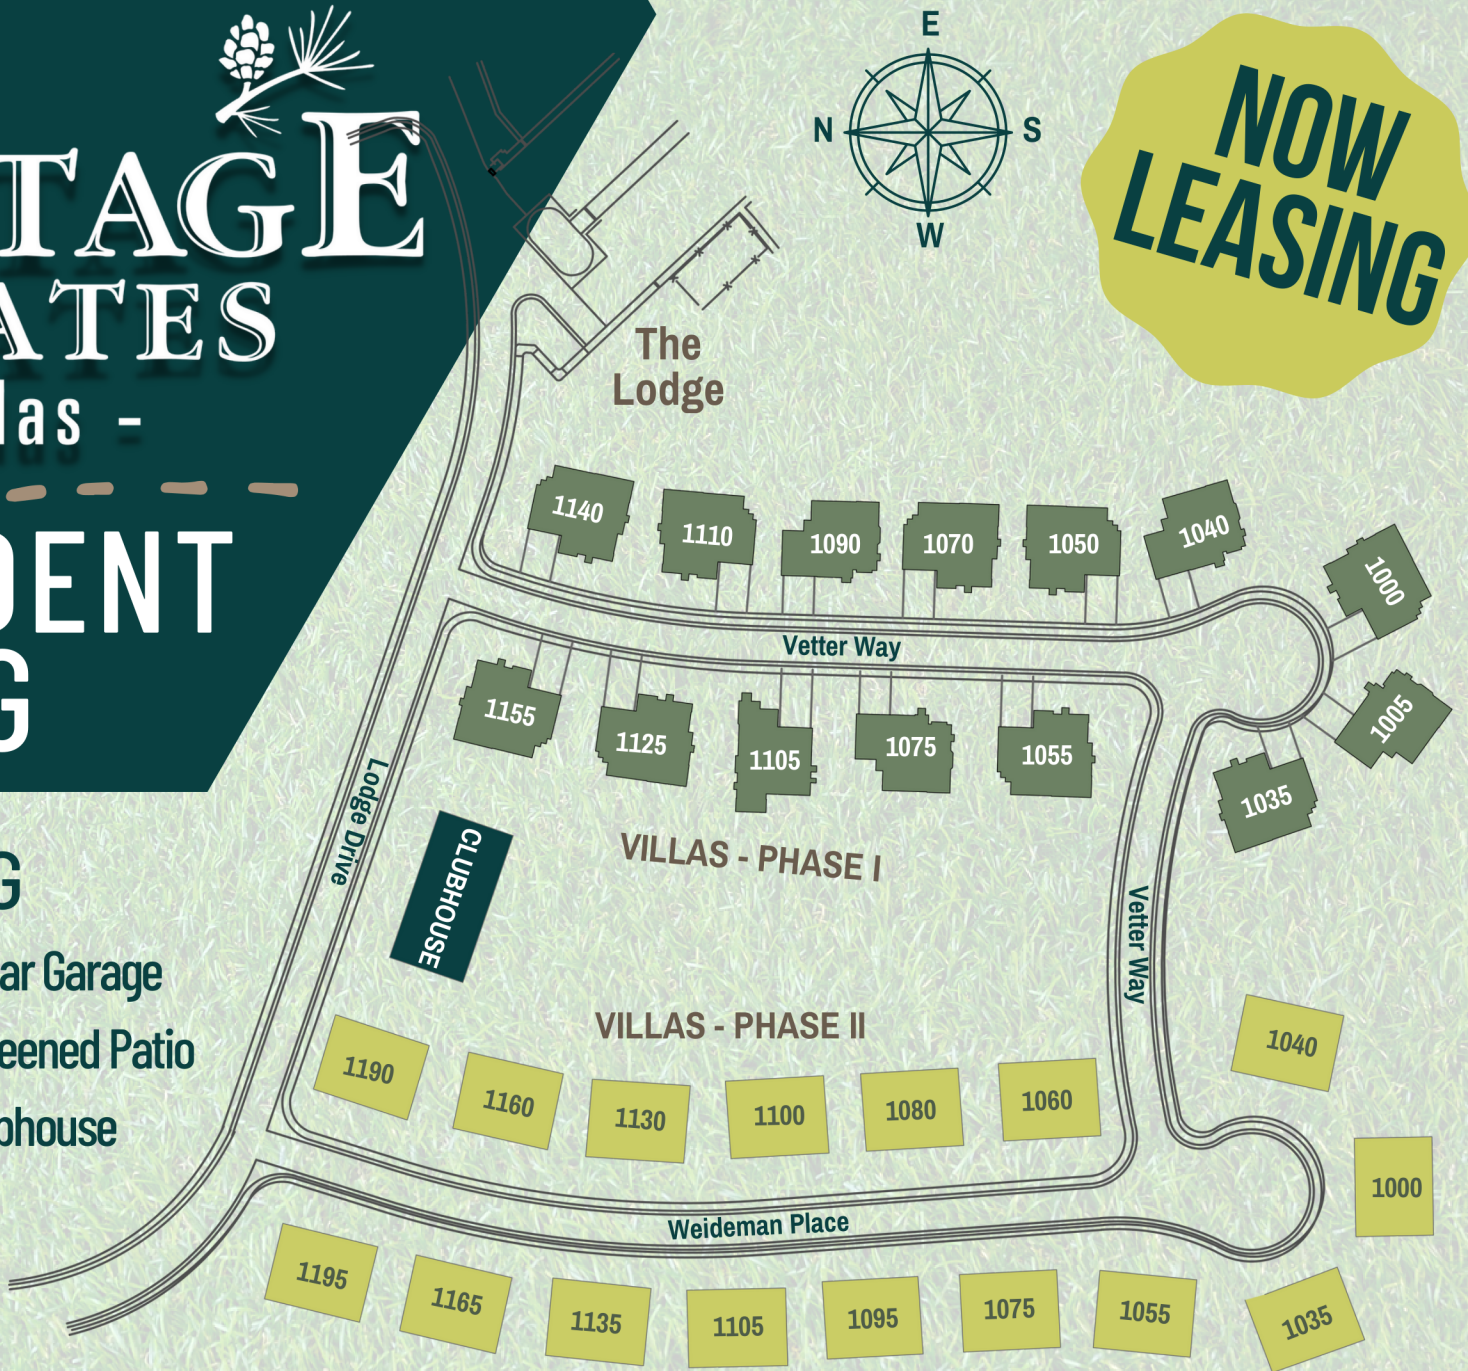 TAGE
ATES
las -
DENT
G
G
ar Garage
eened Patio
bhouse
E
N
S
W
NOW
LEASING
The
Lodge
1140
1110
1090
1070
1050
1040
1000
Vetter Way
1155
1125
1105
1075
1055
1005
1035
Lodge Drive
CLUBHOUSE
VILLAS - PHASE I
Vetter Way
VILLAS - PHASE II
1190
1160
1130
1100
1080
1060
1040
1000
Weideman Place
1195
1165
1135
1105
1095
1075
1055
1035